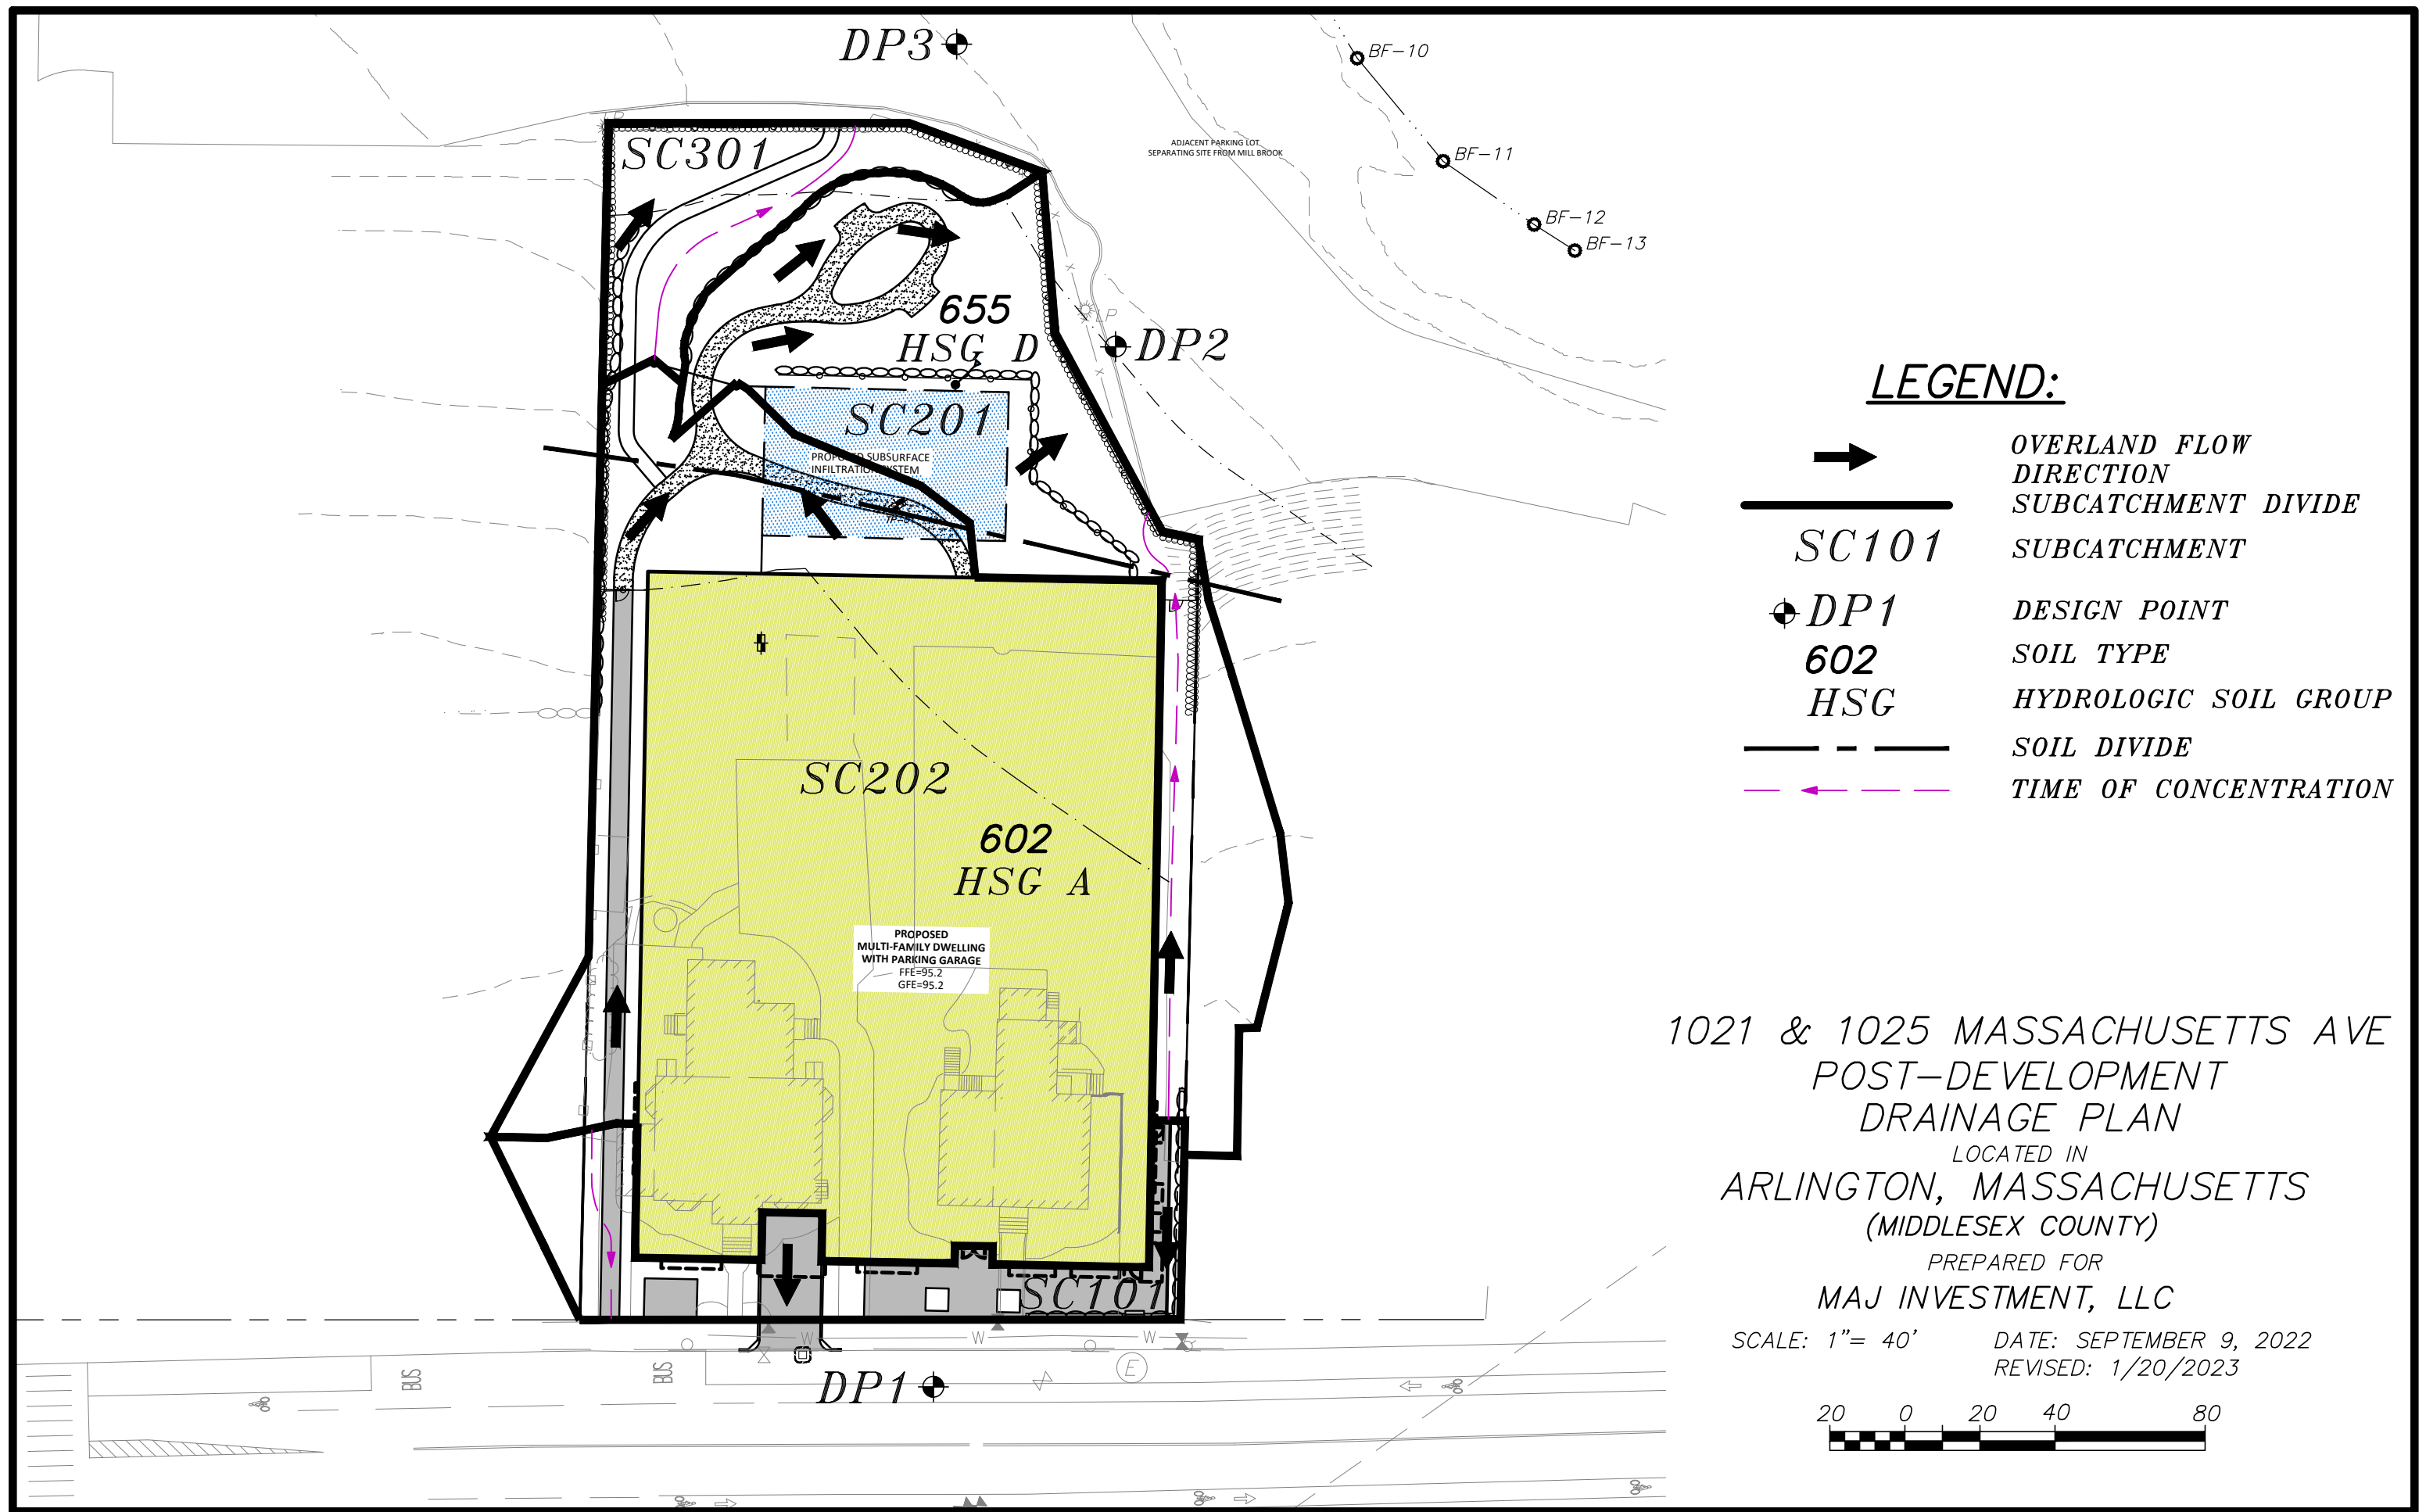 DP3
BF-10
ADJACENT PARKING LOT
SEPARATING SITE FROM MILL BROOK
BF-11
SC301
BF-12
BF-13
655
HSG D
LP
DP2
SC201
PROPOSED SUBSURFACE
INFILTRATION SYSTEM
SC202
602
HSG A
PROPOSED
MULTI-FAMILY DWELLING
WITH PARKING GARAGE
FFE=95.2
GFE=95.2
SC101
W
W
W
BUS
BUS
E
DP1
LEGEND:
OVERLAND FLOW
DIRECTION
SUBCATCHMENT DIVIDE
SC101 SUBCATCHMENT
DP1 DESIGN POINT
602 SOIL TYPE
HSG HYDROLOGIC SOIL GROUP
SOIL DIVIDE
TIME OF CONCENTRATION
1021 & 1025 MASSACHUSETTS AVE
POST-DEVELOPMENT
DRAINAGE PLAN
LOCATED IN
ARLINGTON, MASSACHUSETTS
(MIDDLESEX COUNTY)
PREPARED FOR
MAJ INVESTMENT, LLC
SCALE: 1"= 40' DATE: SEPTEMBER 9, 2022
REVISED: 1/20/2023
20 0 20 40 80